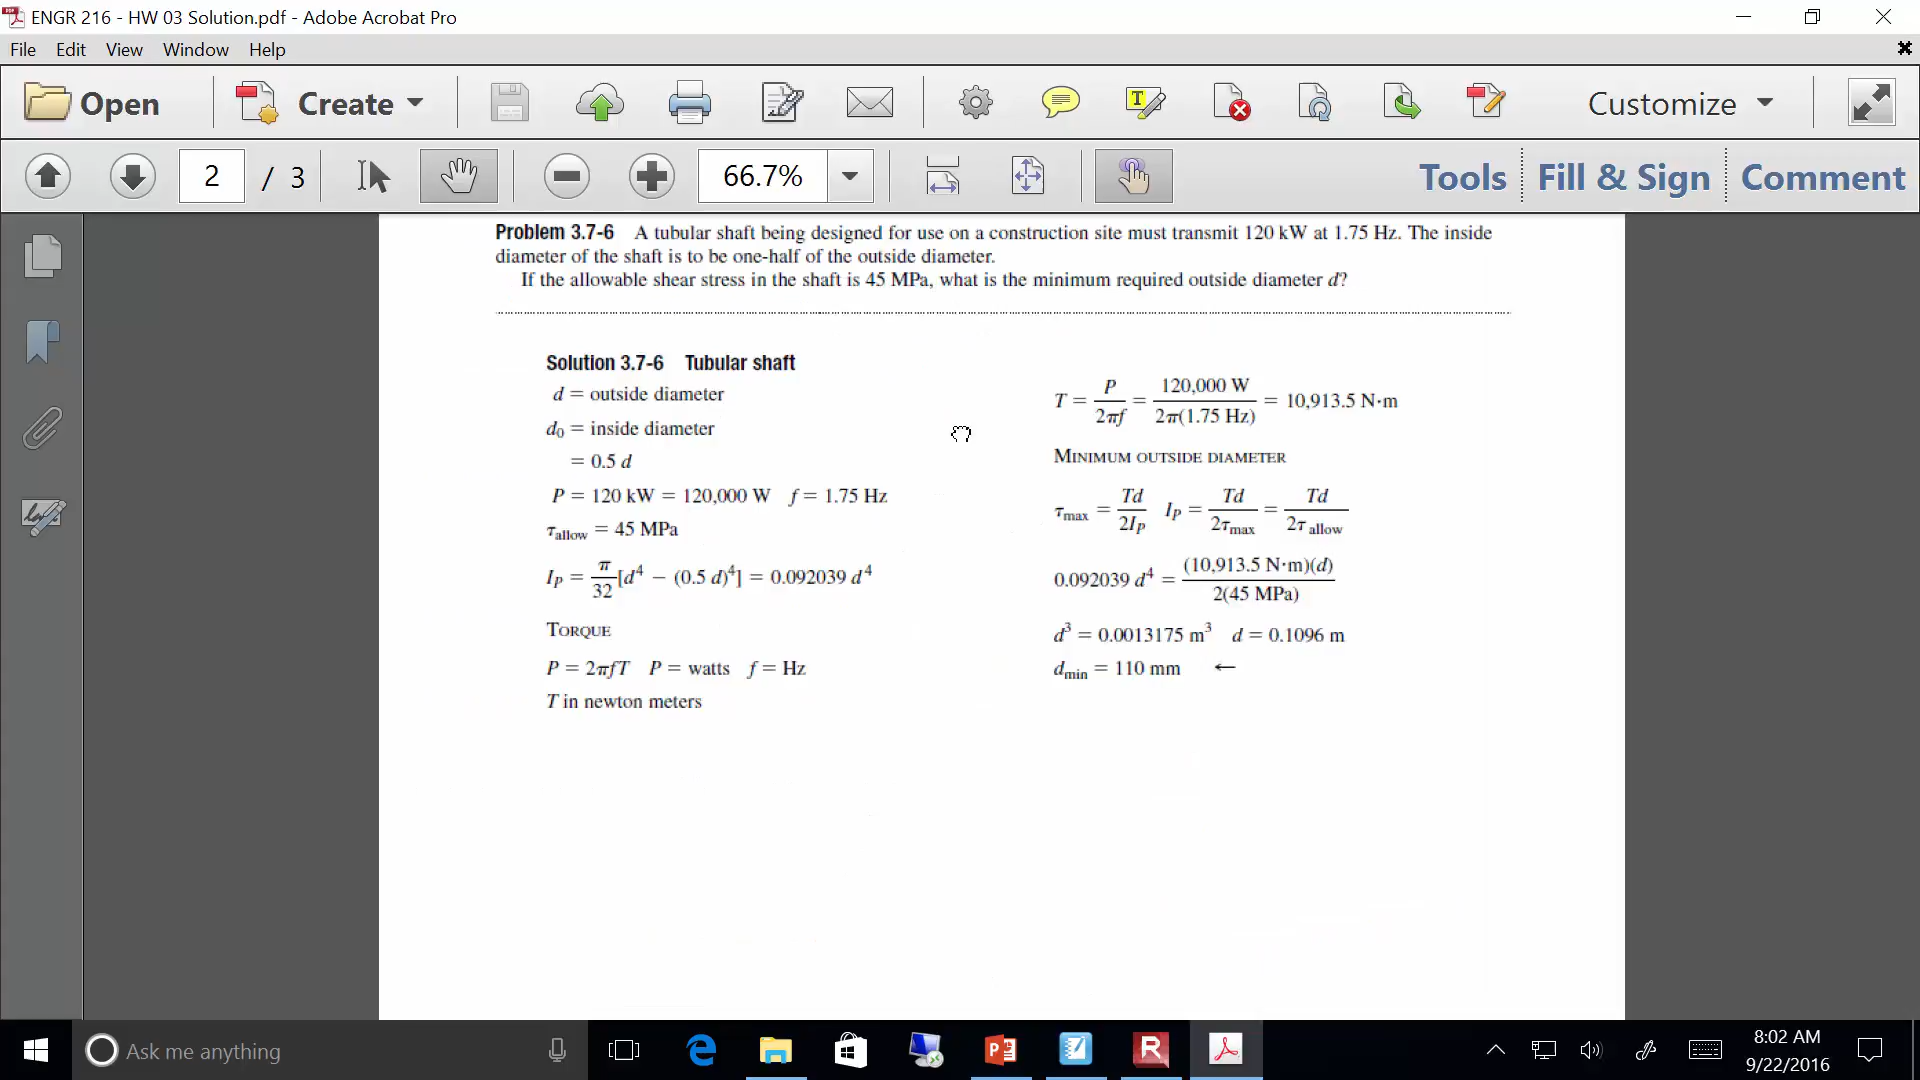 ENGR 216 - HW 03 Solution.pdf - Adobe Acrobat Pro
File Edit View Window Help
Open Create Customize
2 / 3 66.7% Tools Fill & Sign Comment
Problem 3.7-6 A tubular shaft being designed for use on a construction site must transmit 120 kW at 1.75 Hz. The inside
diameter of the shaft is to be one-half of the outside diameter.
If the allowable shear stress in the shaft is 45 MPa, what is the minimum required outside diameter d?
Solution 3.7-6 Tubular shaft
d = outside diameter
d₀ = inside diameter
= 0.5 d
P = 120 kW = 120,000 W f = 1.75 Hz
τ_allow = 45 MPa
I_P = π/32 [d⁴ − (0.5 d)⁴] = 0.092039 d⁴
TORQUE
P = 2πfT P = watts f = Hz
T in newton meters
T = P/2πf = 120,000 W/2π(1.75 Hz) = 10,913.5 N·m
MINIMUM OUTSIDE DIAMETER
τ_max = Td/2I_P I_P = Td/2τ_max = Td/2τ_allow
0.092039 d⁴ = (10,913.5 N·m)(d)/2(45 MPa)
d³ = 0.0013175 m³ d = 0.1096 m
d_min = 110 mm ←
Ask me anything
8:02 AM
9/22/2016